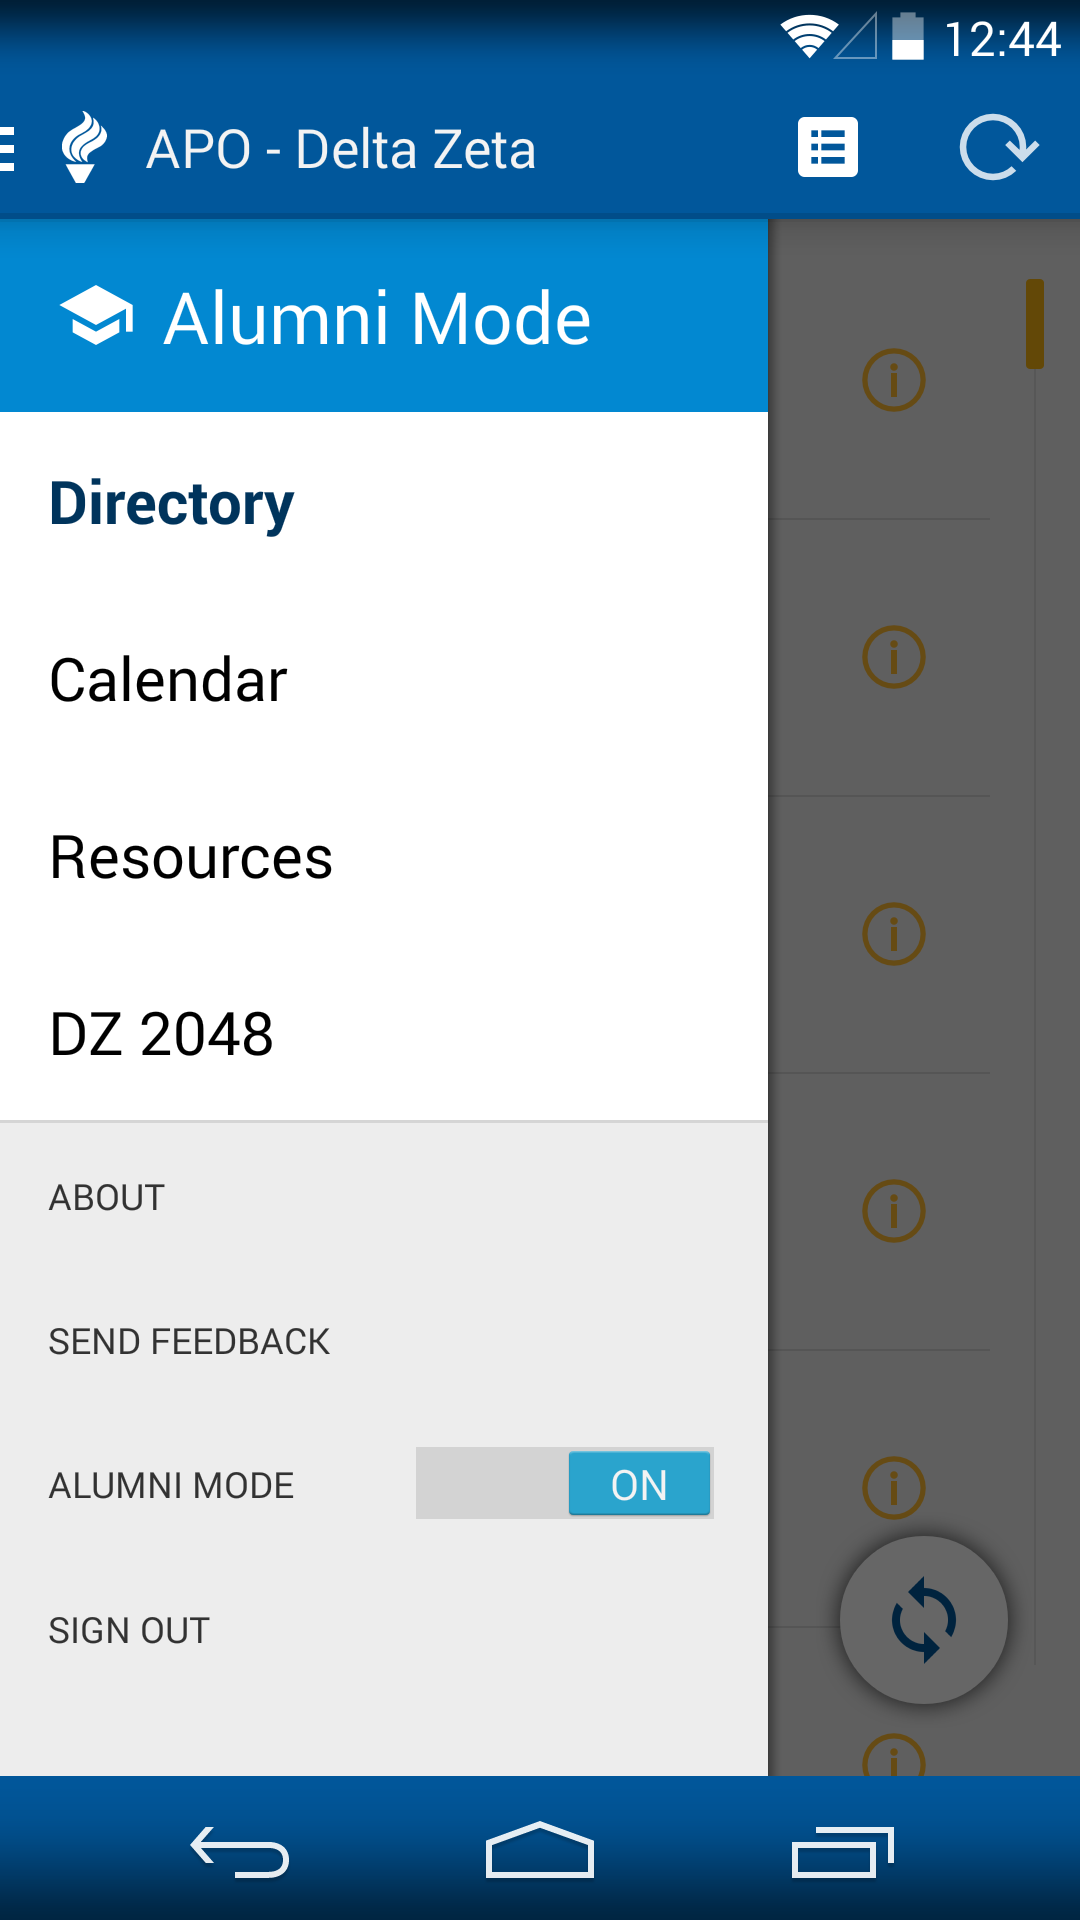 12:44
APO - Delta Zeta
Alumni Mode
Directory
Calendar
Resources
DZ 2048
ABOUT
SEND FEEDBACK
ALUMNI MODE ON
SIGN OUT